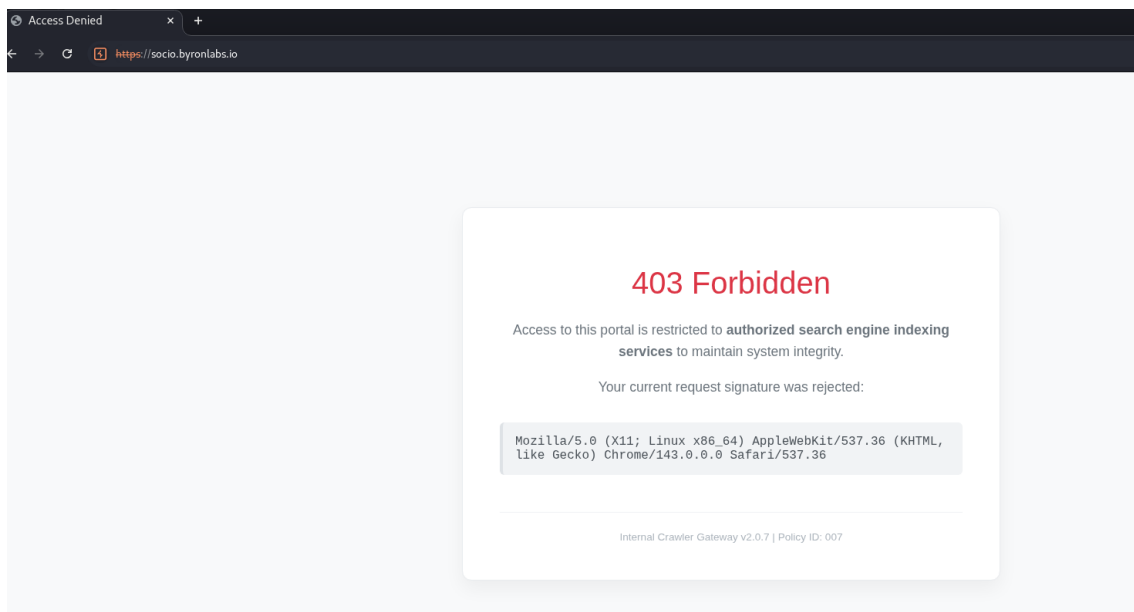 Access Denied
https://socio.byronlabs.io
403 Forbidden
Access to this portal is restricted to authorized search engine indexing
services to maintain system integrity.
Your current request signature was rejected:
Mozilla/5.0 (X11; Linux x86_64) AppleWebKit/537.36 (KHTML,
like Gecko) Chrome/143.0.0.0 Safari/537.36
Internal Crawler Gateway v2.0.7 | Policy ID: 007